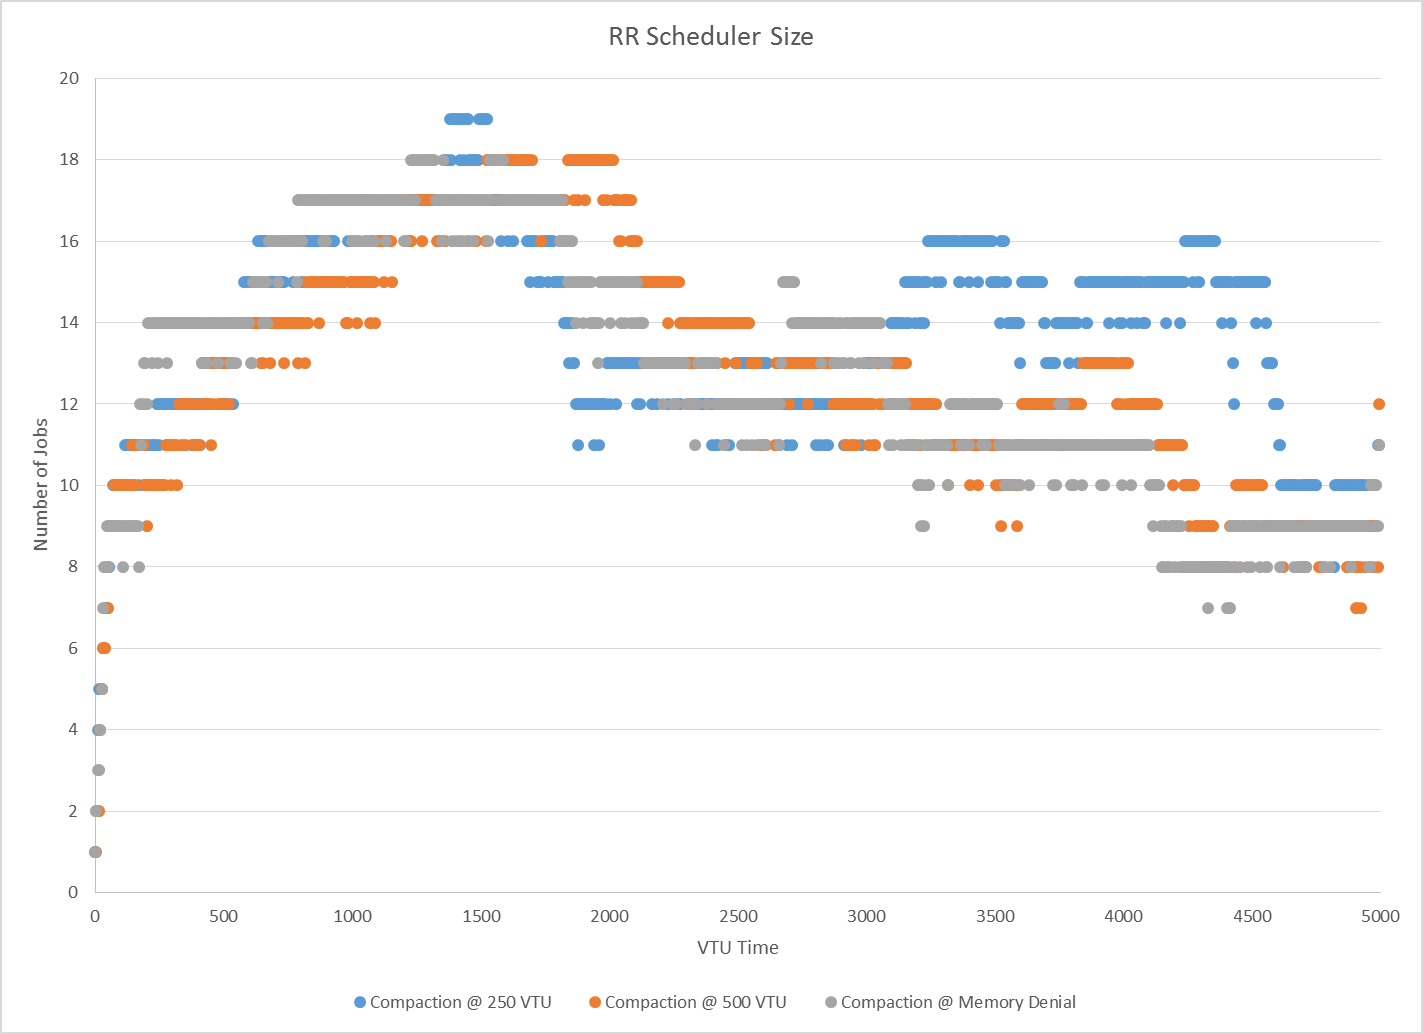 RR Scheduler Size
20
18
16
14
12
10
8
6
4
2
0
Number of Jobs
0 500 1000 1500 2000 2500 3000 3500 4000 4500 5000
VTU Time
Compaction @ 250 VTU Compaction @ 500 VTU Compaction @ Memory Denial